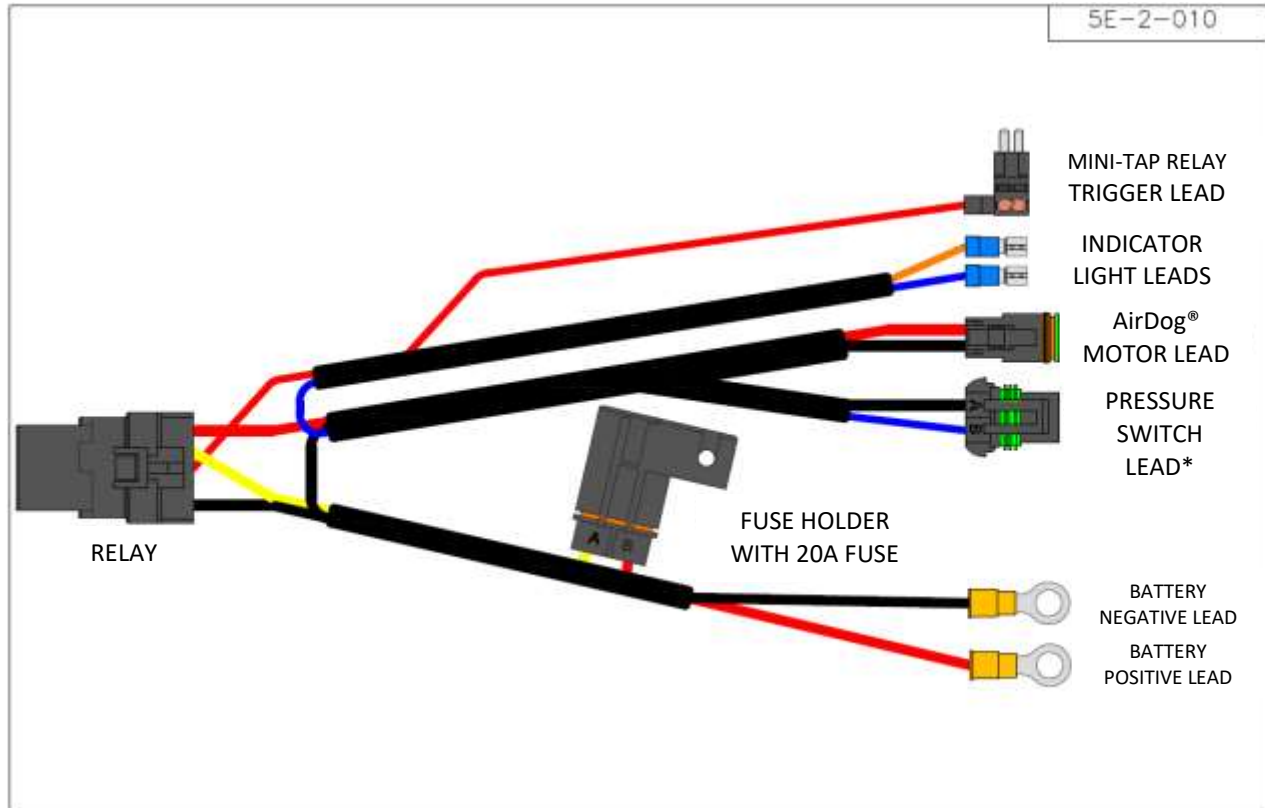 5E-2-010
MINI-TAP RELAY
TRIGGER LEAD
INDICATOR
LIGHT LEADS
AirDog®
MOTOR LEAD
PRESSURE
SWITCH
LEAD*
A
B
A B
FUSE HOLDER
WITH 20A FUSE
RELAY
BATTERY
NEGATIVE LEAD
BATTERY
POSITIVE LEAD